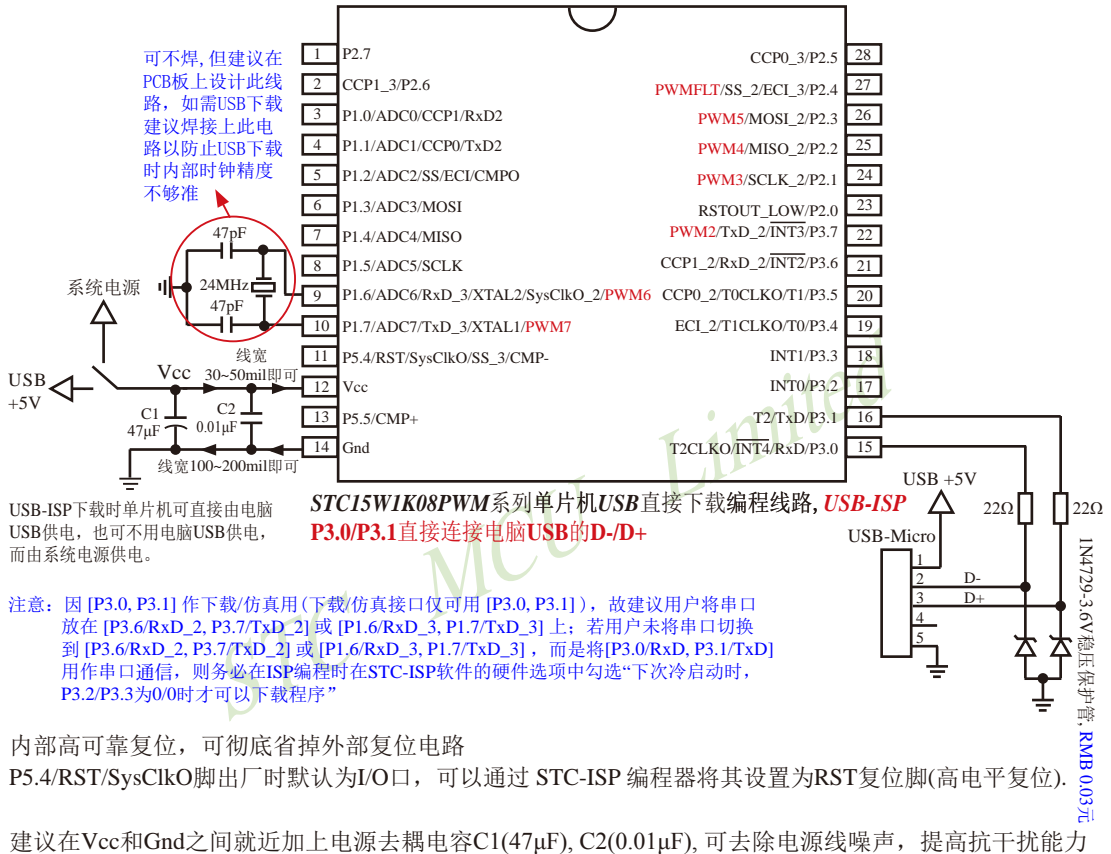 可不焊,但建议在
PCB板上设计此线
路，如需USB下载
建议焊接上此电
路以防止USB下载
时内部时钟精度
不够准
47pF
24MHz
47pF
系统电源
USB
+5V
Vcc
线宽
30~50mil即可
C1
47μF
C2
0.01μF
线宽100~200mil即可
1 P2.7
2 CCP1_3/P2.6
3 P1.0/ADC0/CCP1/RxD2
4 P1.1/ADC1/CCP0/TxD2
5 P1.2/ADC2/SS/ECI/CMPO
6 P1.3/ADC3/MOSI
7 P1.4/ADC4/MISO
8 P1.5/ADC5/SCLK
9 P1.6/ADC6/RxD_3/XTAL2/SysClkO_2/PWM6
10 P1.7/ADC7/TxD_3/XTAL1/PWM7
11 P5.4/RST/SysClkO/SS_3/CMP-
12 Vcc
13 P5.5/CMP+
14 Gnd
CCP0_3/P2.5 28
PWMFLT/SS_2/ECI_3/P2.4 27
PWM5/MOSI_2/P2.3 26
PWM4/MISO_2/P2.2 25
PWM3/SCLK_2/P2.1 24
RSTOUT_LOW/P2.0 23
PWM2/TxD_2/INT3/P3.7 22
CCP1_2/RxD_2/INT2/P3.6 21
CCP0_2/T0CLKO/T1/P3.5 20
ECI_2/T1CLKO/T0/P3.4 19
INT1/P3.3 18
INT0/P3.2 17
T2/TxD/P3.1 16
T2CLKO/INT4/RxD/P3.0 15
USB-ISP下载时单片机可直接由电脑
USB供电，也可不用电脑USB供电，
而由系统电源供电。
STC15W1K08PWM系列单片机USB直接下载编程线路, USB-ISP
P3.0/P3.1直接连接电脑USB的D-/D+
USB +5V
USB-Micro
1
2
3
4
5
D-
D+
22Ω
22Ω
1N4729-3.6V稳压保护管, RMB 0.03元
注意：因 [P3.0, P3.1] 作下载/仿真用(下载/仿真接口仅可用 [P3.0, P3.1] )，故建议用户将串口
放在 [P3.6/RxD_2, P3.7/TxD_2] 或 [P1.6/RxD_3, P1.7/TxD_3] 上；若用户未将串口切换
到 [P3.6/RxD_2, P3.7/TxD_2] 或 [P1.6/RxD_3, P1.7/TxD_3] ，而是将[P3.0/RxD, P3.1/TxD]
用作串口通信，则务必在ISP编程时在STC-ISP软件的硬件选项中勾选“下次冷启动时，
P3.2/P3.3为0/0时才可以下载程序”
STC MCU Limited
内部高可靠复位，可彻底省掉外部复位电路
P5.4/RST/SysClkO脚出厂时默认为I/O口，可以通过 STC-ISP 编程器将其设置为RST复位脚(高电平复位).
建议在Vcc和Gnd之间就近加上电源去耦电容C1(47μF), C2(0.01μF), 可去除电源线噪声，提高抗干扰能力